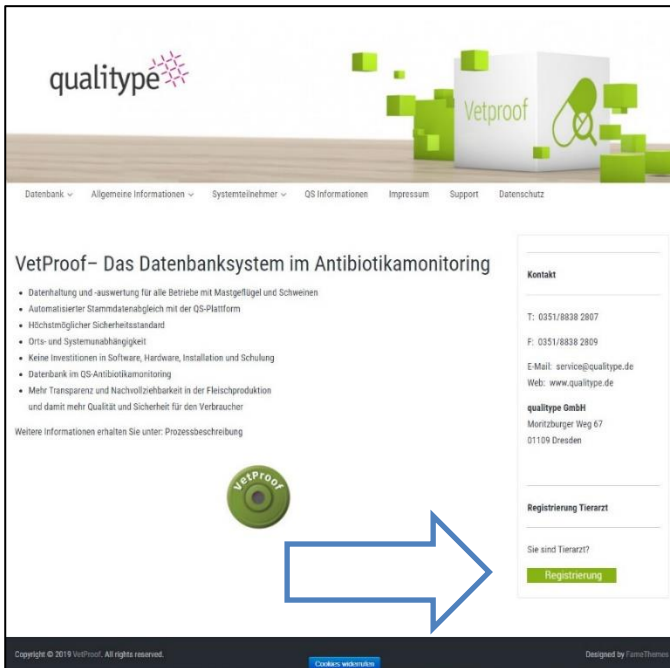 qualitype
Vetproof
Datenbank Allgemeine Informationen Systemteilnehmer QS Informationen Impressum Support Datenschutz
VetProof– Das Datenbanksystem im Antibiotikamonitoring
Datenhaltung und -auswertung für alle Betriebe mit Mastgeflügel und Schweinen
Automatisierter Stammdatenabgleich mit der QS-Plattform
Höchstmöglicher Sicherheitsstandard
Orts- und Systemunabhängigkeit
Keine Investitionen in Software, Hardware, Installation und Schulung
Datenbank im QS-Antibiotikamonitoring
Mehr Transparenz und Nachvollziehbarkeit in der Fleischproduktion
und damit mehr Qualität und Sicherheit für den Verbraucher
Weitere Informationen erhalten Sie unter: Prozessbeschreibung
VetProof
Kontakt
T: 0351/8838 2807
F: 0351/8838 2809
E-Mail: service@qualitype.de
Web: www.qualitype.de
qualitype GmbH
Moritzburger Weg 67
01109 Dresden
Registrierung Tierarzt
Sie sind Tierarzt?
Registrierung
Copyright © 2019 VetProof. All rights reserved.
Cookies widerrufen
Designed by FameThemes